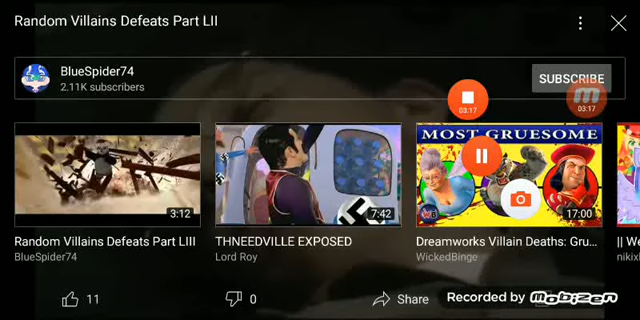 Random Villains Defeats Part LII
BlueSpider74
2.11K subscribers
SUBSCRIBE
03:17
03:17
MOST GRUESOME
3:12
7:42
17:00
Random Villains Defeats Part LIII
BlueSpider74
THNEEDVILLE EXPOSED
Lord Roy
Dreamworks Villain Deaths: Gru...
WickedBinge
|| We
nikixl
11
0
Share
Recorded by Mobizen